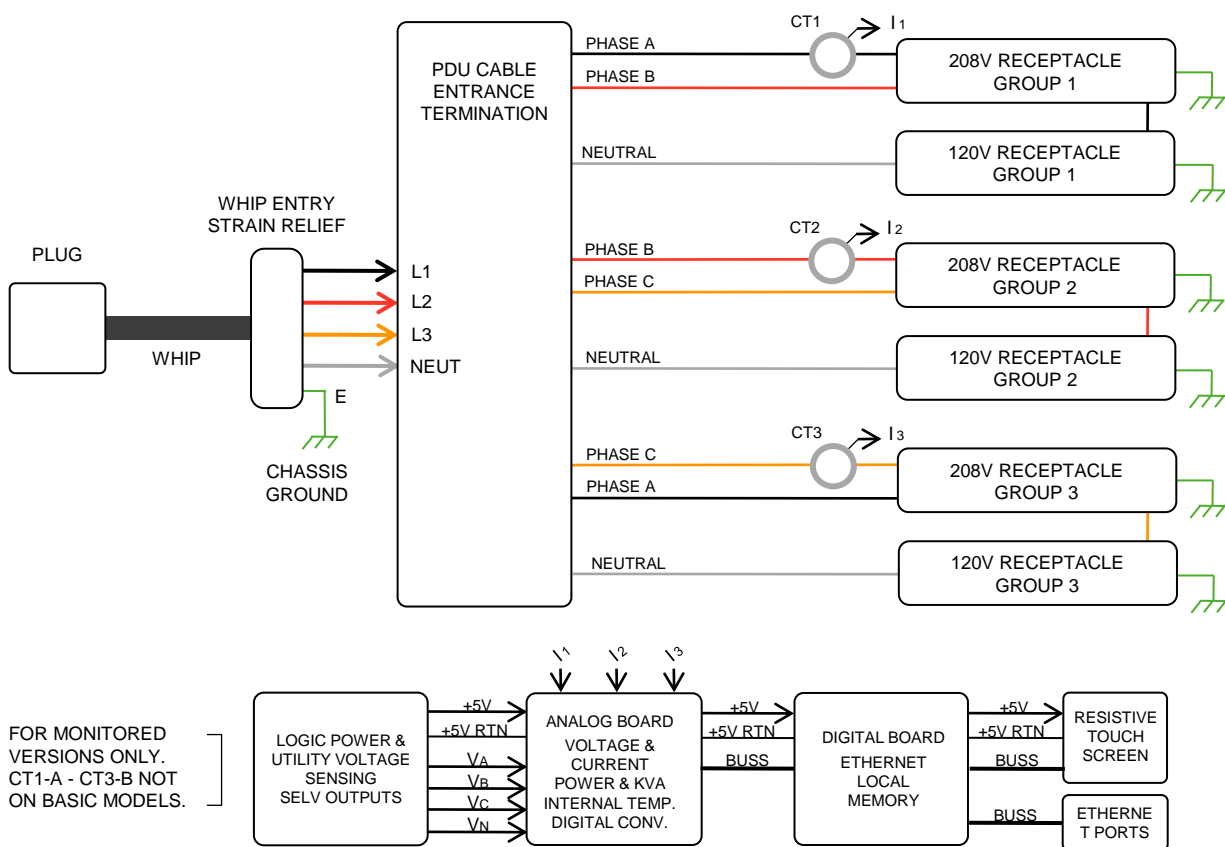 CT1
I1
PHASE A
PHASE B
NEUTRAL
PDU CABLE
ENTRANCE
TERMINATION
208V RECEPTACLE
GROUP 1
120V RECEPTACLE
GROUP 1
WHIP ENTRY
STRAIN RELIEF
PLUG
WHIP
L1
L2
L3
NEUT
E
CHASSIS
GROUND
CT2
I2
PHASE B
PHASE C
NEUTRAL
208V RECEPTACLE
GROUP 2
120V RECEPTACLE
GROUP 2
CT3
I3
PHASE C
PHASE A
NEUTRAL
208V RECEPTACLE
GROUP 3
120V RECEPTACLE
GROUP 3
I1
I2
I3
FOR MONITORED
VERSIONS ONLY.
CT1-A - CT3-B NOT
ON BASIC MODELS.
LOGIC POWER &
UTILITY VOLTAGE
SENSING
SELV OUTPUTS
+5V
+5V RTN
VA
VB
VC
VN
ANALOG BOARD
VOLTAGE &
CURRENT
POWER & KVA
INTERNAL TEMP.
DIGITAL CONV.
+5V
+5V RTN
BUSS
DIGITAL BOARD
ETHERNET
LOCAL
MEMORY
+5V
+5V RTN
BUSS
BUSS
RESISTIVE
TOUCH
SCREEN
ETHERNE
T PORTS